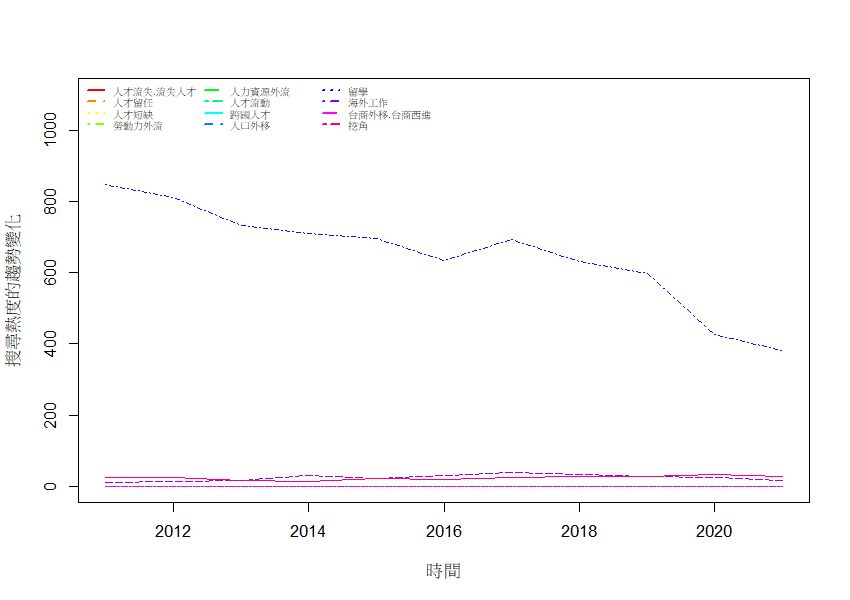 人才流失.流失人才
人才留任
人才短缺
勞動力外流
人力資源外流
人才流動
跨國人才
人口外移
留學
海外工作
台商外移.台商西進
挖角
搜尋熱度的趨勢變化
1000
800
600
400
200
0
2012 2014 2016 2018 2020
時間